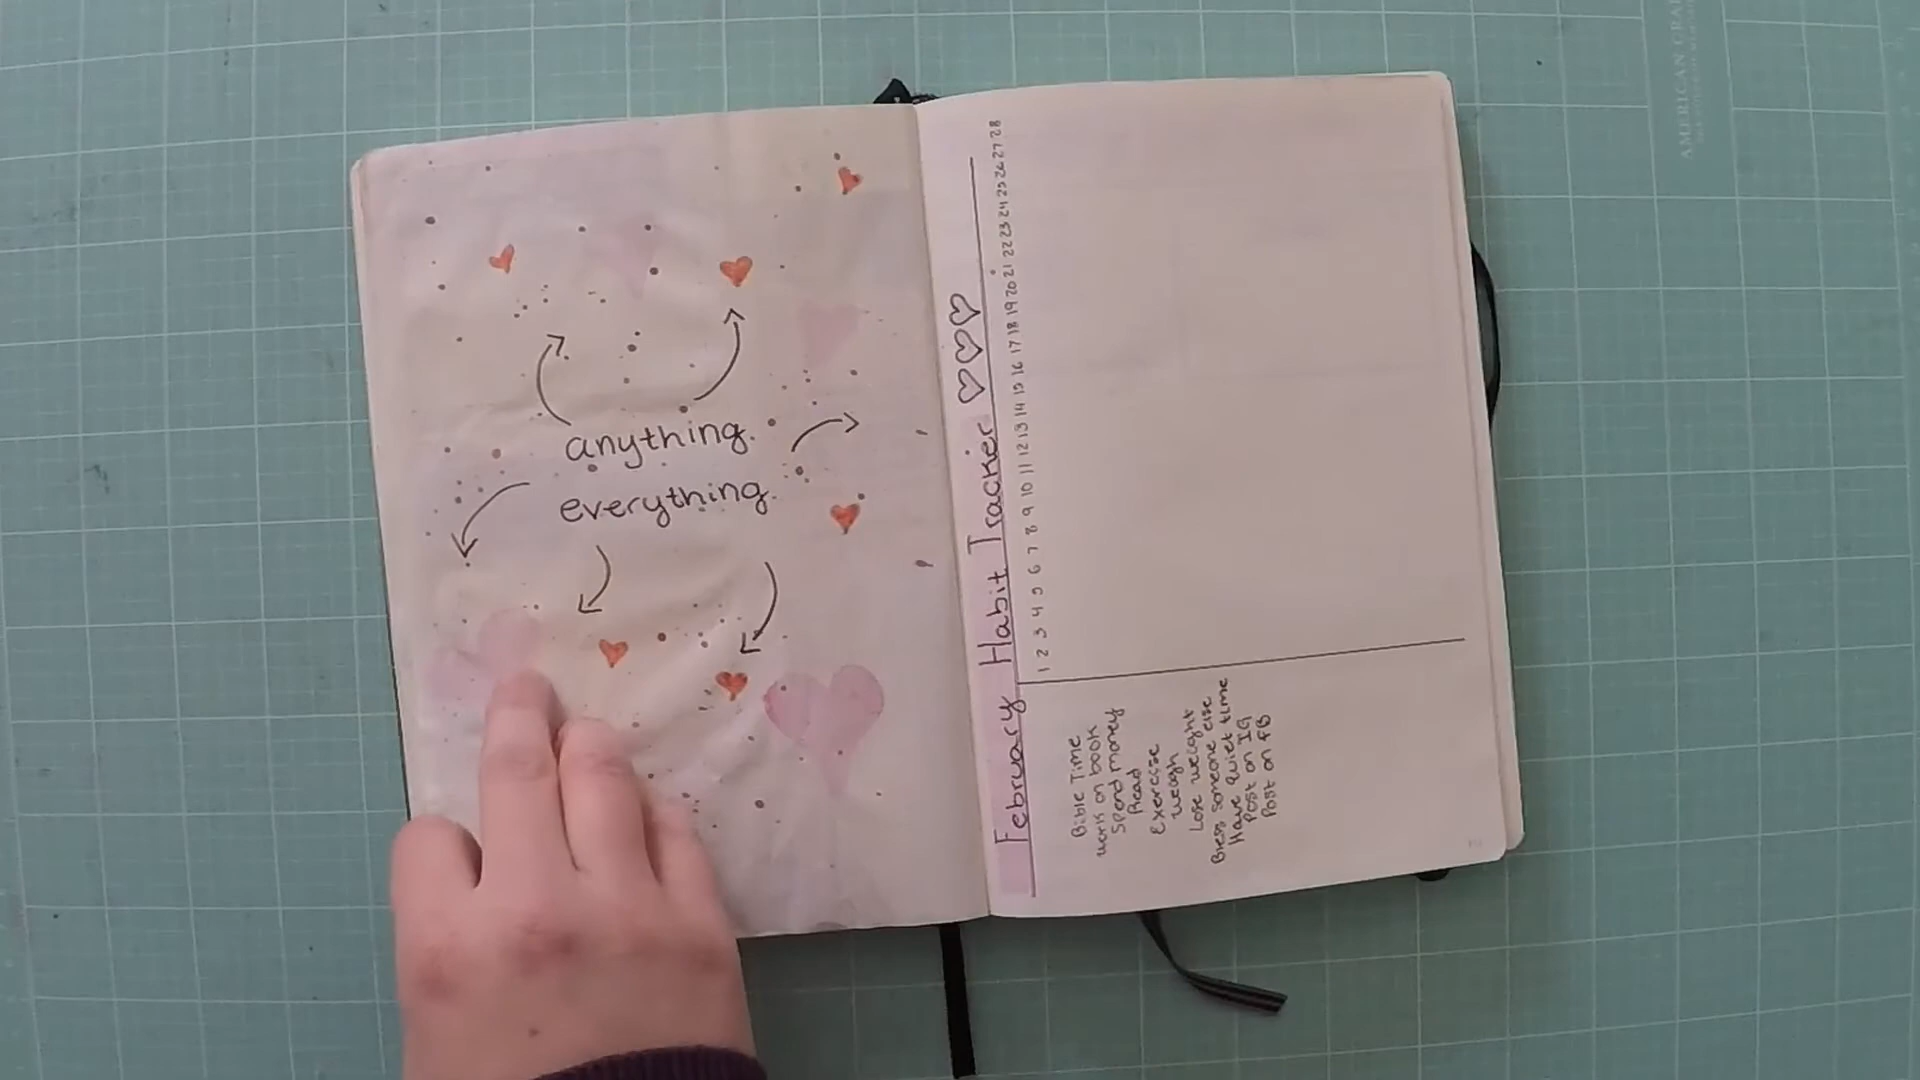 anything.
everything.
February Habit Tracker
1 2 3 4 5 6 7 8 9 10 11 12 13 14 15 16 17 18 19 20 21 22 23 24 25 26 27 28
Bible Time
work on book
Spend money
Read
Exercise
weigh
Lose weight
Bless someone else
Have Quiet time
Post on IG
Post on FB
AMERICAN CRA